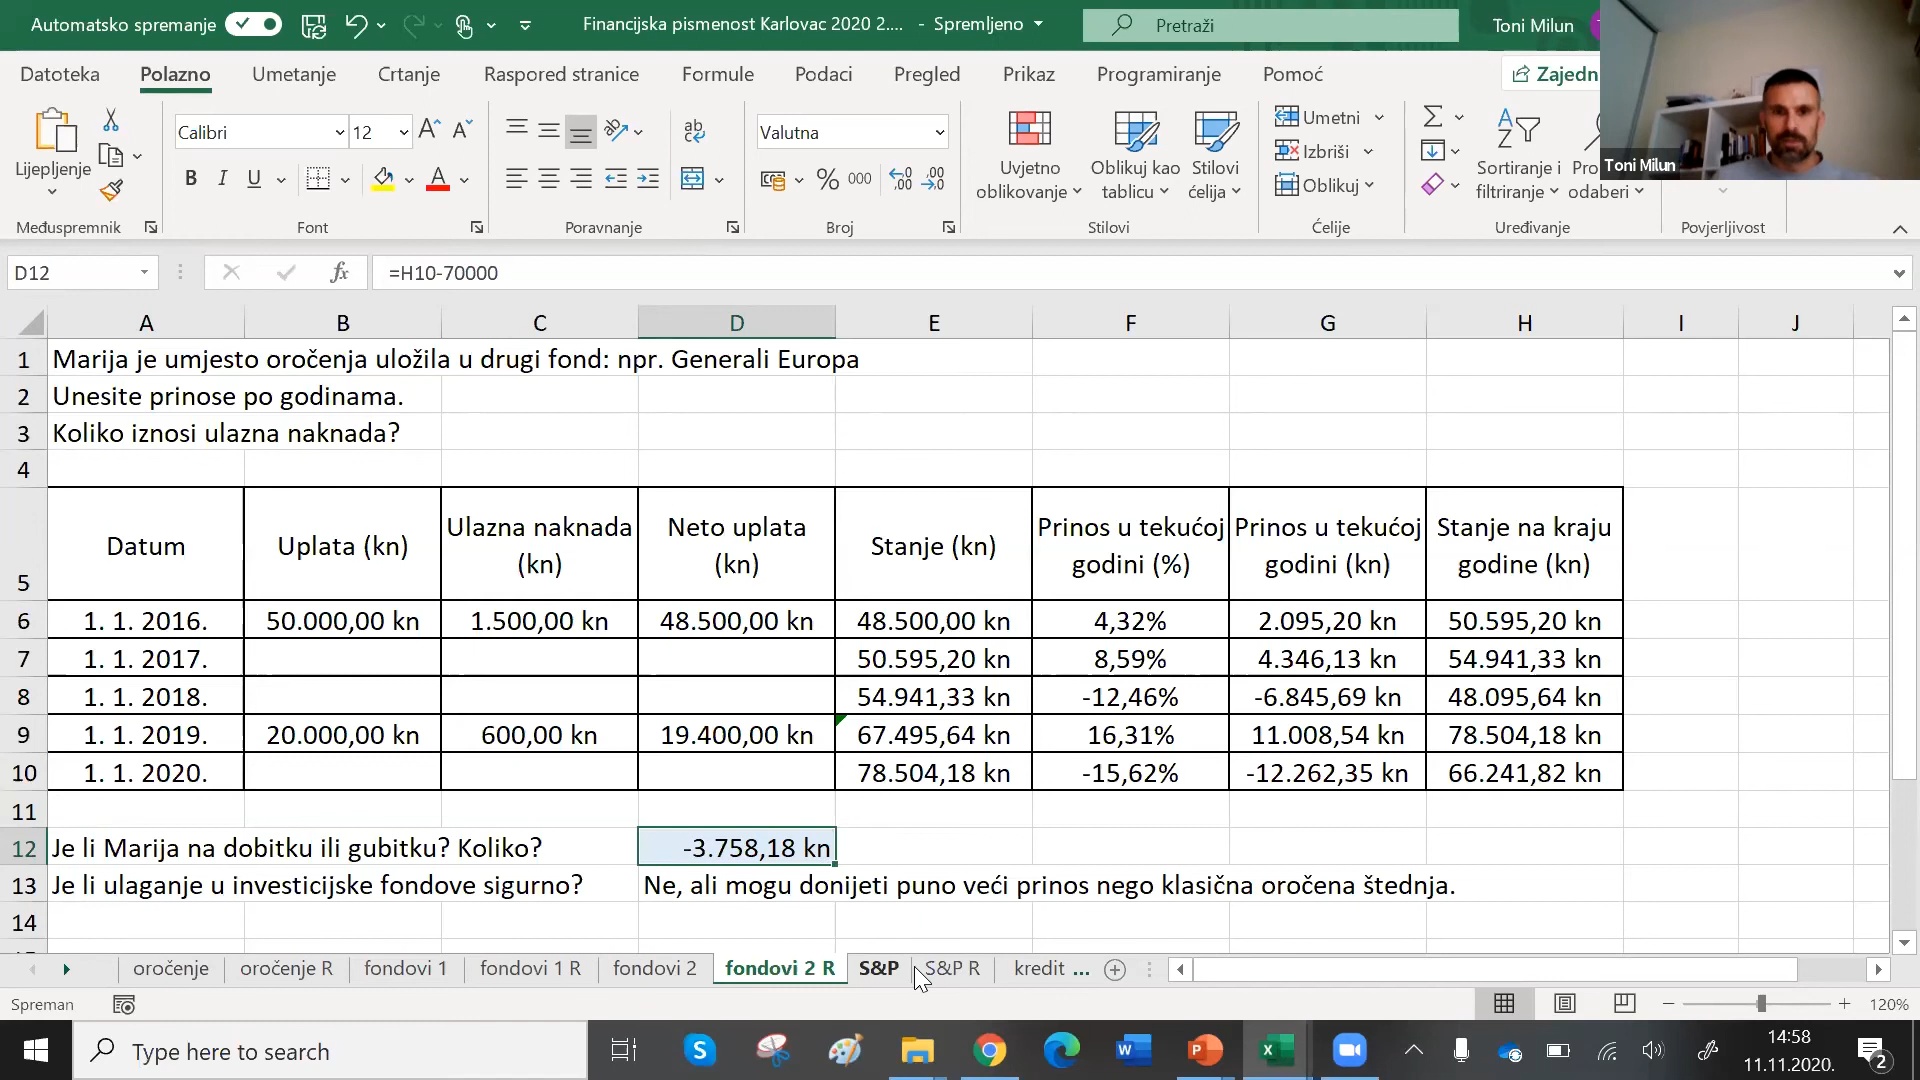 Automatsko spremanje
Financijska pismenost Karlovac 2020 2.... - Spremljeno
Pretraži
Toni Milun
Datoteka Polazno Umetanje Crtanje Raspored stranice Formule Podaci Pregled Prikaz Programiranje Pomoć
Lijepljenje
Međuspremnik
Calibri 12
B I U
Font
ab
Poravnanje
Valutna
% 000
Broj
Uvjetno oblikovanje
Oblikuj kao tablicu
Stilovi ćelija
Stilovi
Umetni
Izbriši
Oblikuj
Ćelije
Sortiranje i filtriranje
odaberi
Uređivanje
Povjerljivost
Toni Milun
D12 fx =H10-70000
A B C D E F G H I J
1 Marija je umjesto oročenja uložila u drugi fond: npr. Generali Europa
2 Unesite prinose po godinama.
3 Koliko iznosi ulazna naknada?
4
5 Datum Uplata (kn) Ulazna naknada (kn) Neto uplata (kn) Stanje (kn) Prinos u tekućoj godini (%) Prinos u tekućoj godini (kn) Stanje na kraju godine (kn)
6 1. 1. 2016. 50.000,00 kn 1.500,00 kn 48.500,00 kn 48.500,00 kn 4,32% 2.095,20 kn 50.595,20 kn
7 1. 1. 2017. 50.595,20 kn 8,59% 4.346,13 kn 54.941,33 kn
8 1. 1. 2018. 54.941,33 kn -12,46% -6.845,69 kn 48.095,64 kn
9 1. 1. 2019. 20.000,00 kn 600,00 kn 19.400,00 kn 67.495,64 kn 16,31% 11.008,54 kn 78.504,18 kn
10 1. 1. 2020. 78.504,18 kn -15,62% -12.262,35 kn 66.241,82 kn
11
12 Je li Marija na dobitku ili gubitku? Koliko? -3.758,18 kn
13 Je li ulaganje u investicijske fondove sigurno? Ne, ali mogu donijeti puno veći prinos nego klasična oročena štednja.
14
oročenje oročenje R fondovi 1 fondovi 1 R fondovi 2 fondovi 2 R S&P S&P R kredit ...
Spreman
120%
Type here to search
14:58
11.11.2020.
2